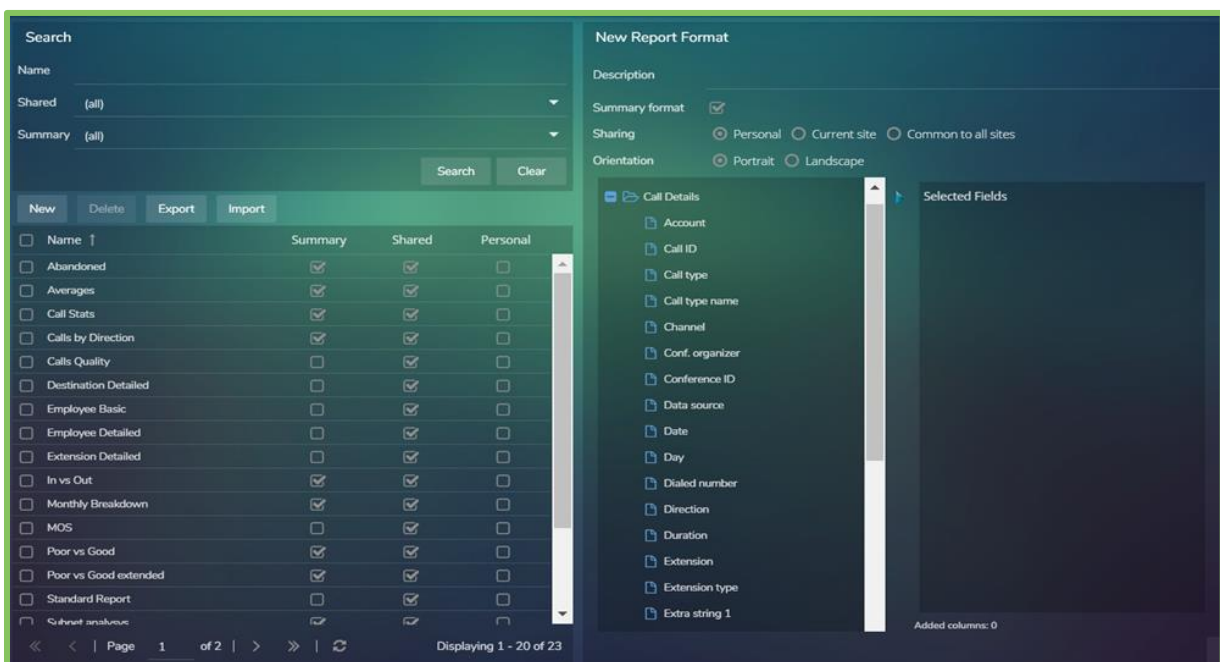 Search
Name
Shared (all)
Summary (all)
Search Clear
New Delete Export Import
Name ↑ Summary Shared Personal
Abandoned
Averages
Call Stats
Calls by Direction
Calls Quality
Destination Detailed
Employee Basic
Employee Detailed
Extension Detailed
In vs Out
Monthly Breakdown
MOS
Poor vs Good
Poor vs Good extended
Standard Report
Subnet analysys
Page 1 of 2 Displaying 1 - 20 of 23
New Report Format
Description
Summary format
Sharing Personal Current site Common to all sites
Orientation Portrait Landscape
Call Details
Account
Call ID
Call type
Call type name
Channel
Conf. organizer
Conference ID
Data source
Date
Day
Dialed number
Direction
Duration
Extension
Extension type
Extra string 1
Selected Fields
Added columns: 0